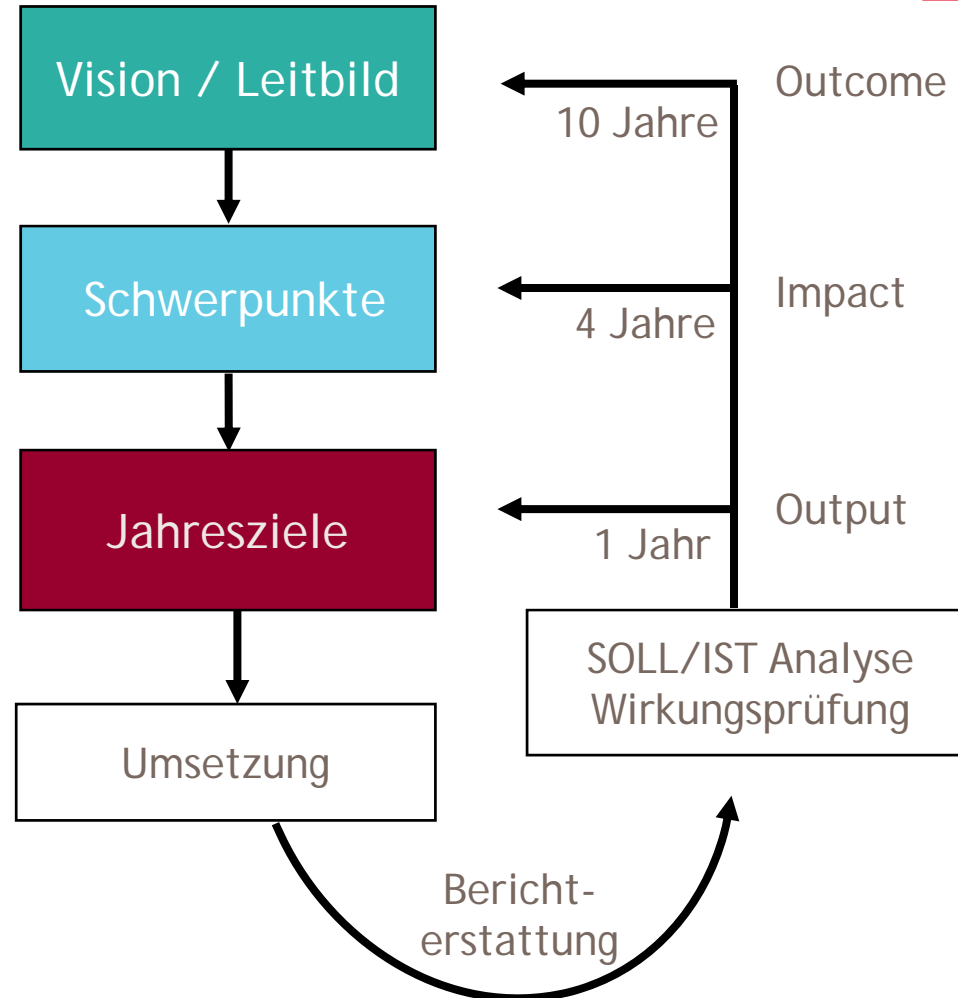 Vision / Leitbild
Outcome
10 Jahre
Schwerpunkte
Impact
4 Jahre
Jahresziele
Output
1 Jahr
SOLL/IST Analyse
Wirkungsprüfung
Umsetzung
Bericht-
erstattung